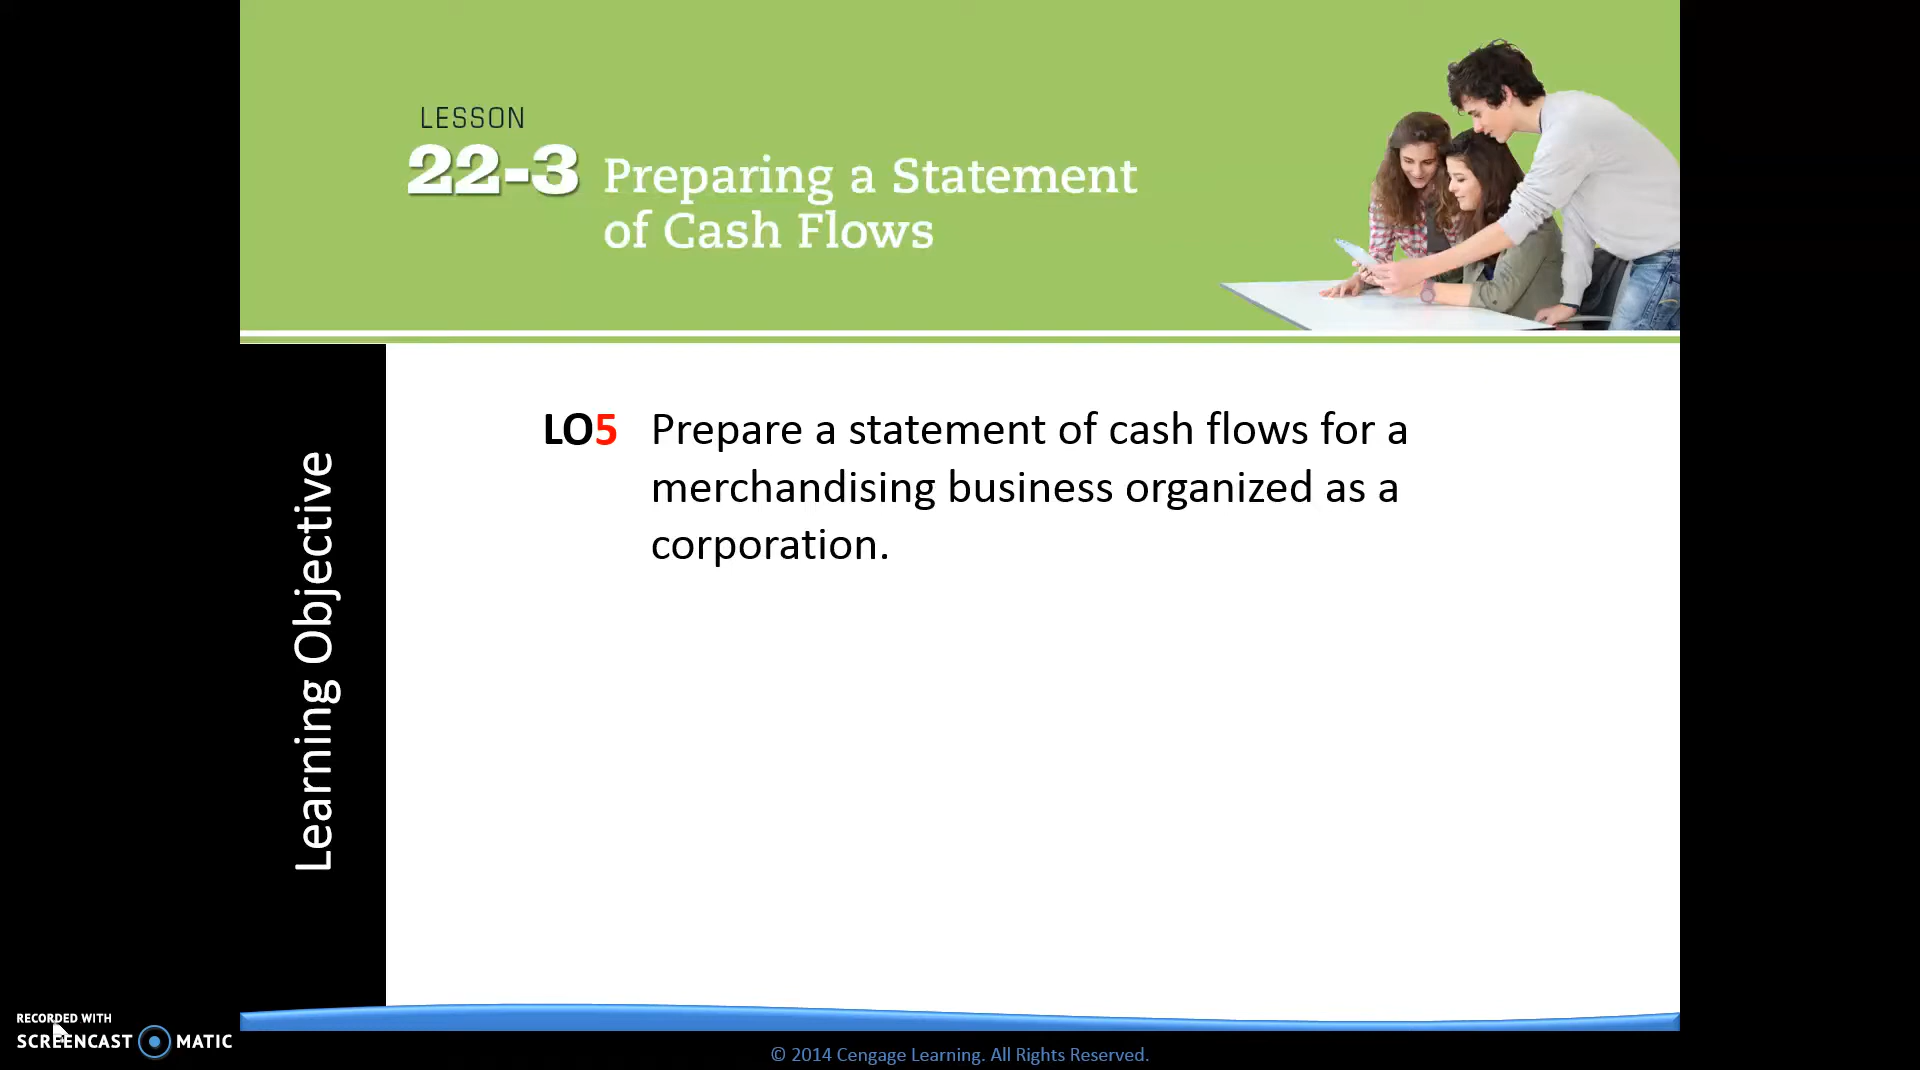 LESSON
22-3 Preparing a Statement
of Cash Flows
LO5 Prepare a statement of cash flows for a
merchandising business organized as a
corporation.
Learning Objective
RECORDED WITH
SCREENCAST MATIC
© 2014 Cengage Learning. All Rights Reserved.